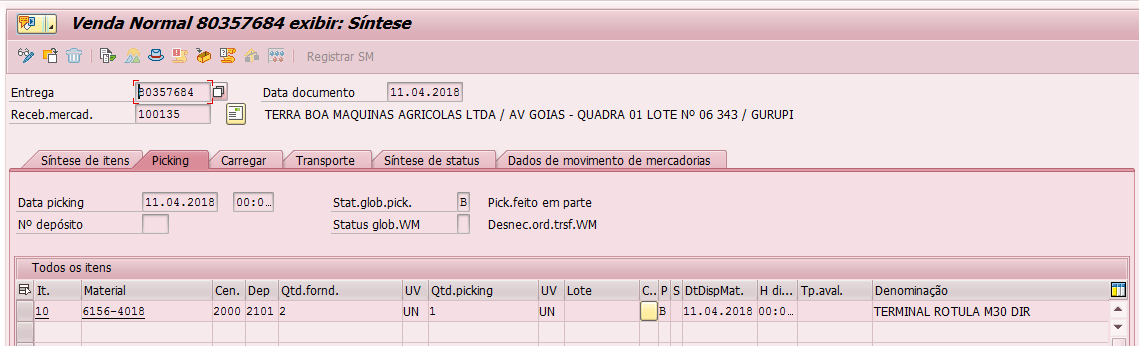 Venda Normal 80357684 exibir: Síntese
Registrar SM
Entrega 80357684 Data documento 11.04.2018
Receb.mercad. 100135 TERRA BOA MAQUINAS AGRICOLAS LTDA / AV GOIAS - QUADRA 01 LOTE Nº 06 343 / GURUPI
Síntese de itens Picking Carregar Transporte Síntese de status Dados de movimento de mercadorias
Data picking 11.04.2018 00:0... Stat.glob.pick. B Pick.feito em parte
Nº depósito Status glob.WM Desnec.ord.trsf.WM
Todos os itens
It. Material Cen. Dep Qtd.fornd. UV Qtd.picking UV Lote C.. P S DtDispMat. H di... Tp.aval. Denominação
10 6156-4018 2000 2101 2 UN 1 UN B 11.04.2018 00:0... TERMINAL ROTULA M30 DIR